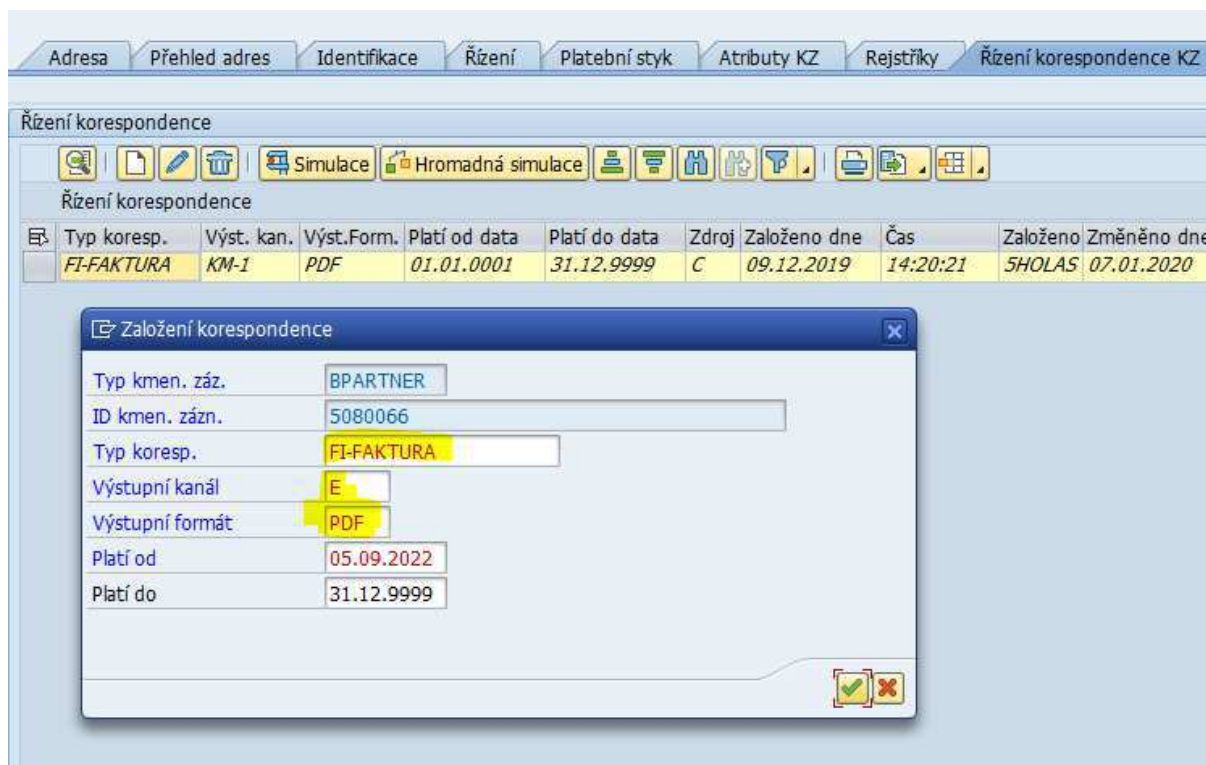 Adresa Přehled adres Identifikace Řízení Platební styk Atributy KZ Rejstříky Řízení korespondence KZ
Řízení korespondence
Simulace Hromadná simulace
Řízení korespondence
Typ koresp. Výst. kan. Výst.Form. Platí od data Platí do data Zdroj Založeno dne Čas Založeno Změněno dne
FI-FAKTURA KM-1 PDF 01.01.0001 31.12.9999 C 09.12.2019 14:20:21 5HOLAS 07.01.2020
Založení korespondence
Typ kmen. záz. BPARTNER
ID kmen. zázn. 5080066
Typ koresp. FI-FAKTURA
Výstupní kanál E
Výstupní formát PDF
Platí od 05.09.2022
Platí do 31.12.9999